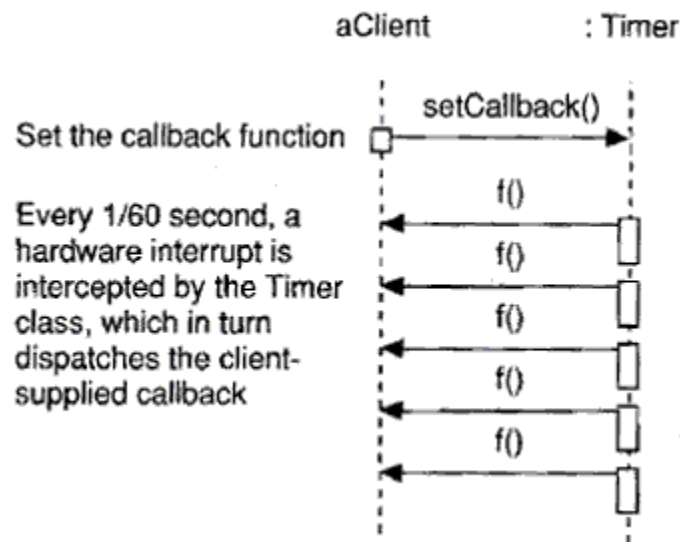 aClient
: Timer
setCallback()
Set the callback function
f()
Every 1/60 second, a
hardware interrupt is
intercepted by the Timer
class, which in turn
dispatches the client-
supplied callback
f()
f()
f()
f()